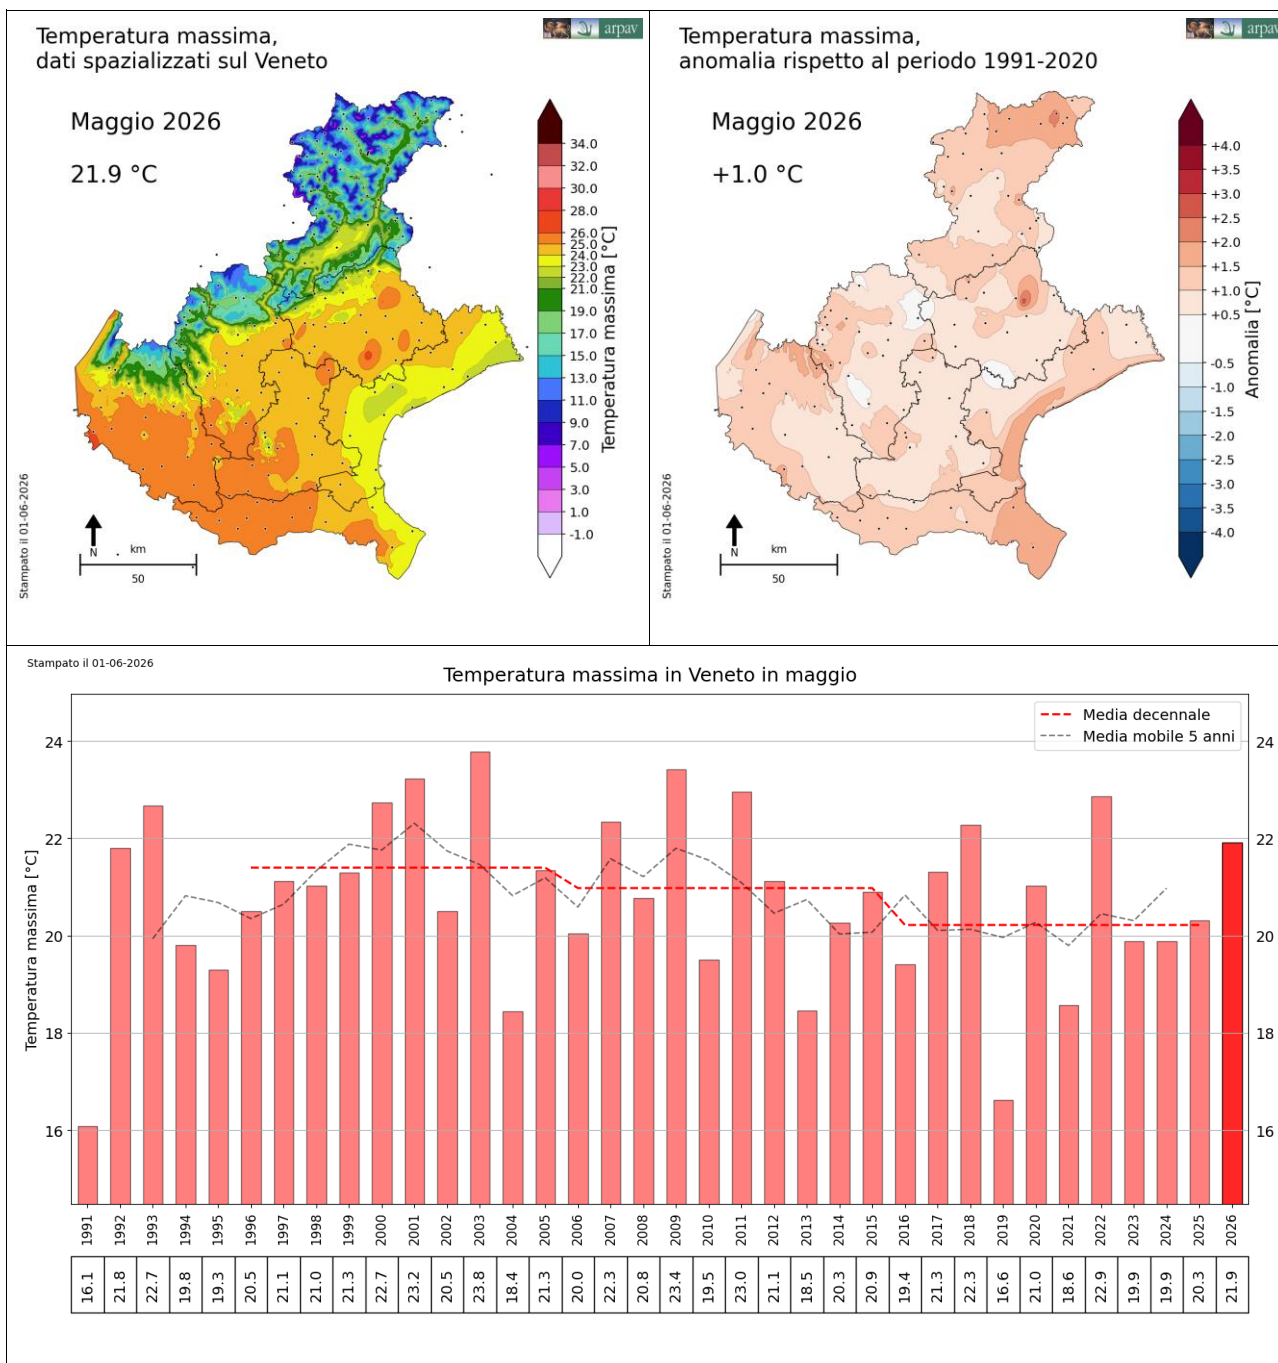 Temperatura massima,
dati spazializzati sul Veneto
arpav
Maggio 2026
21.9 °C
34.0
32.0
30.0
28.0
26.0
25.0
24.0
23.0
22.0
21.0
19.0
17.0
15.0
13.0
11.0
9.0
7.0
5.0
3.0
1.0
-1.0
Temperatura massima [°C]
Stampato il 01-06-2026
N
km
50
Temperatura massima,
anomalia rispetto al periodo 1991-2020
arpav
Maggio 2026
+1.0 °C
+4.0
+3.5
+3.0
+2.5
+2.0
+1.5
+1.0
+0.5
-0.5
-1.0
-1.5
-2.0
-2.5
-3.0
-3.5
-4.0
Anomalia [°C]
Stampato il 01-06-2026
N
km
50
Stampato il 01-06-2026
Temperatura massima in Veneto in maggio
Media decennale
Media mobile 5 anni
Temperatura massima [°C]
24 24
22 22
20 20
18 18
16 16
1991 1992 1993 1994 1995 1996 1997 1998 1999 2000 2001 2002 2003 2004 2005 2006 2007 2008 2009 2010 2011 2012 2013 2014 2015 2016 2017 2018 2019 2020 2021 2022 2023 2024 2025 2026
16.1 21.8 22.7 19.8 19.3 20.5 21.1 21.0 21.3 22.7 23.2 20.5 23.8 18.4 21.3 20.0 22.3 20.8 23.4 19.5 23.0 21.1 18.5 20.3 20.9 19.4 21.3 22.3 16.6 21.0 18.6 22.9 19.9 19.9 20.3 21.9